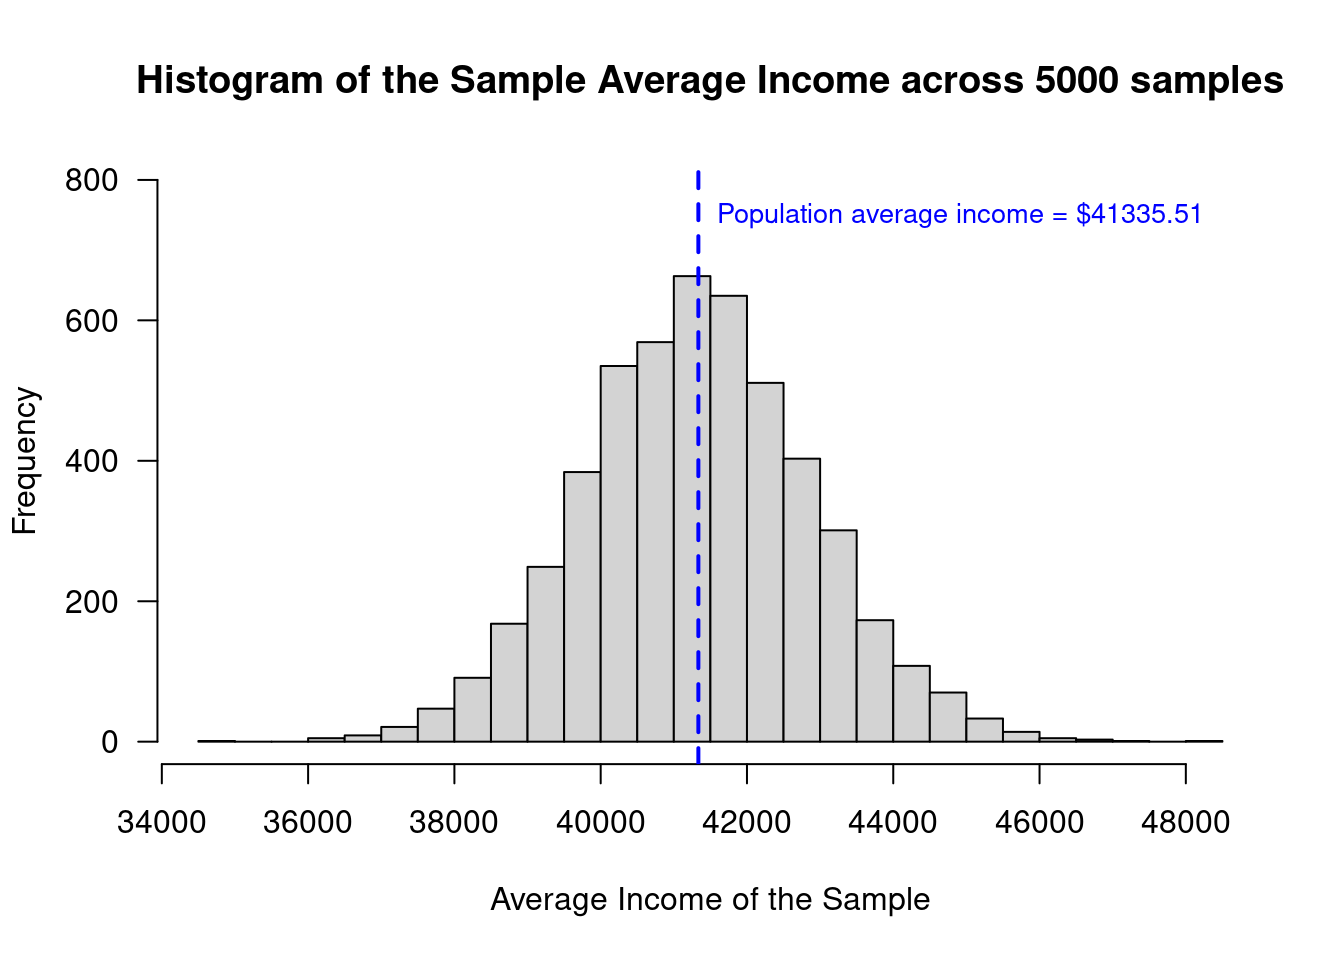 Histogram of the Sample Average Income across 5000 samples
800
Population average income = $41335.51
600
400
200
0
Frequency
34000 36000 38000 40000 42000 44000 46000 48000
Average Income of the Sample